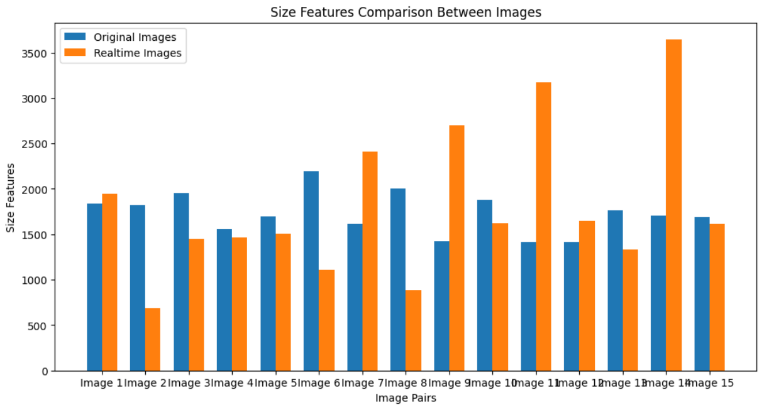 Size Features Comparison Between Images
Original Images
Realtime Images
Size Features
3500
3000
2500
2000
1500
1000
500
0
Image 1 Image 2 Image 3 Image 4 Image 5 Image 6 Image 7 Image 8 Image 9 Image 10 Image 11 Image 12 Image 13 Image 14 Image 15
Image Pairs